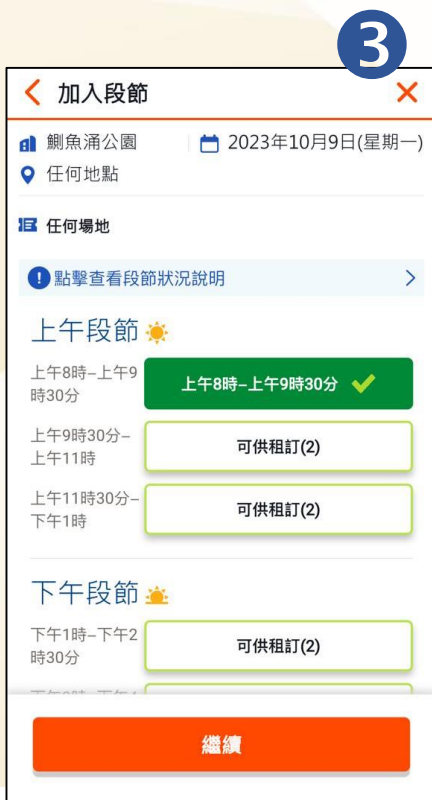 3
加入段節
鰂魚涌公園
2023年10月9日(星期一)
任何地點
任何場地
點擊查看段節狀況說明
上午段節
上午8時–上午9
時30分
上午8時–上午9時30分
上午9時30分–
上午11時
可供租訂(2)
上午11時30分–
下午1時
可供租訂(2)
下午段節
下午1時–下午2
時30分
可供租訂(2)
繼續